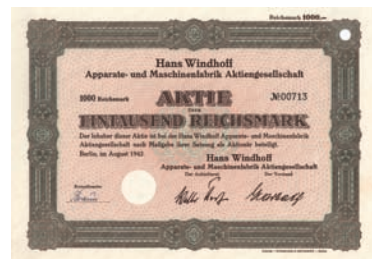 Reichsmark 1000.—
Hans Windhoff
Apparate- und Maschinenfabrik Aktiengesellschaft
1000 Reichsmark
AKTIE
№00713
über
EINTAUSEND REICHSMARK
Der Inhaber dieser Aktie ist bei der Hans Windhoff Apparate- und Maschinenfabrik
Aktiengesellschaft nach Maßgabe ihrer Satzung als Aktionär beteiligt.
Berlin, im August 1942
Hans Windhoff
Apparate- und Maschinenfabrik Aktiengesellschaft
Der Aufsichtsrat
Der Vorstand